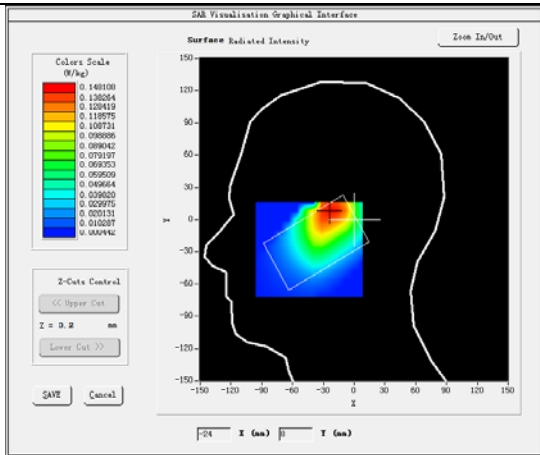 SAR Visualisation Graphical Interface
Surface Radiated Intensity
Zoom In/Out
Colors Scale
(W/kg)
0.148108
0.138264
0.128419
0.118575
0.108731
0.098886
0.089042
0.079197
0.069353
0.059509
0.049664
0.039820
0.029975
0.020131
0.010287
0.000442
Z-Cuts Control
<< Upper Cut
Z = 0.2 mm
Lower Cut >>
SAVE
Cancel
150
120
90
60
30
0
-30
-60
-90
-120
-150
Y
-150 -120 -90 -60 -30 0 30 60 90 120 150
X
-24 X (mm) 8 Y (mm)